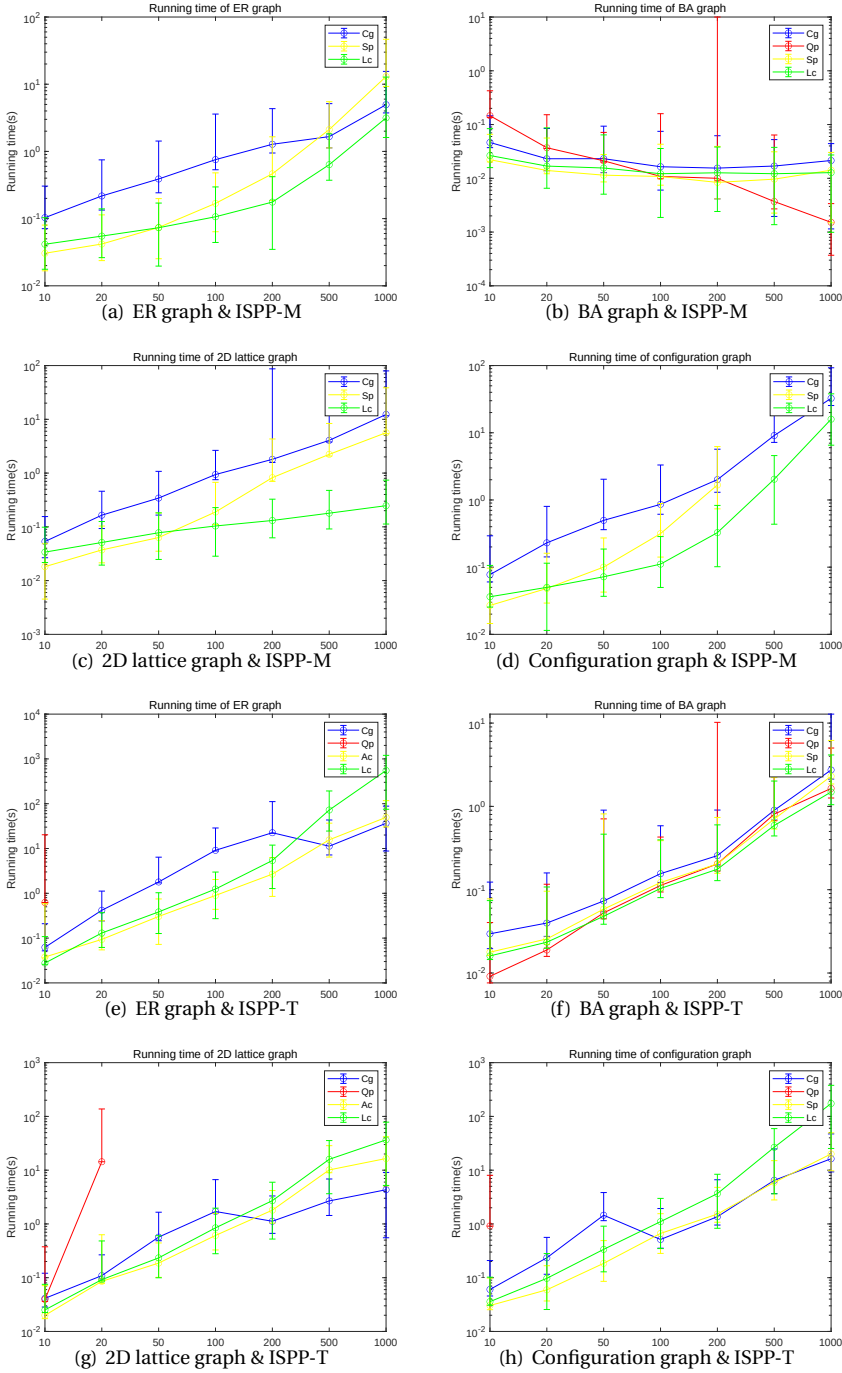 Running time of ER graph
Running time(s)
10^2
10^1
10^0
10^-1
10^-2
10 20 50 100 200 500 1000
Cg
Sp
Lc
(a) ER graph & ISPP-M
Running time of BA graph
Running time(s)
10^2
10^0
10^-2
10^-4
10 20 50 100 200 500 1000
Cg
Qp
Sp
Lc
(b) BA graph & ISPP-M
Running time of 2D lattice graph
Running time(s)
10^2
10^1
10^0
10^-1
10^-2
10^-3
10 20 50 100 200 500 1000
Cg
Sp
Lc
(c) 2D lattice graph & ISPP-M
Running time of configuration graph
Running time(s)
10^2
10^1
10^0
10^-1
10^-2
10 20 50 100 200 500 1000
Cg
Sp
Lc
(d) Configuration graph & ISPP-M
Running time of ER graph
Running time(s)
10^4
10^3
10^2
10^1
10^0
10^-1
10^-2
10 20 50 100 200 500 1000
Cg
Qp
Ac
Lc
(e) ER graph & ISPP-T
Running time of BA graph
Running time(s)
10^1
10^0
10^-1
10^-2
10 20 50 100 200 500 1000
Cg
Qp
Sp
Lc
(f) BA graph & ISPP-T
Running time of 2D lattice graph
Running time(s)
10^3
10^2
10^1
10^0
10^-1
10^-2
10 20 50 100 200 500 1000
Cg
Qp
Ac
Lc
(g) 2D lattice graph & ISPP-T
Running time of configuration graph
Running time(s)
10^3
10^2
10^1
10^0
10^-1
10^-2
10 20 50 100 200 500 1000
Cg
Qp
Sp
Lc
(h) Configuration graph & ISPP-T